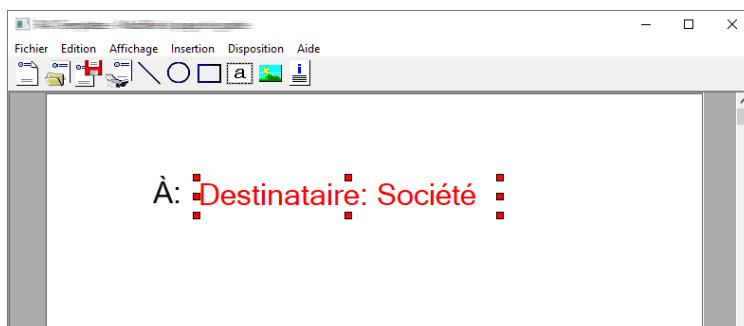 Fichier Edition Affichage Insertion Disposition Aide
a
À: Destinataire: Société